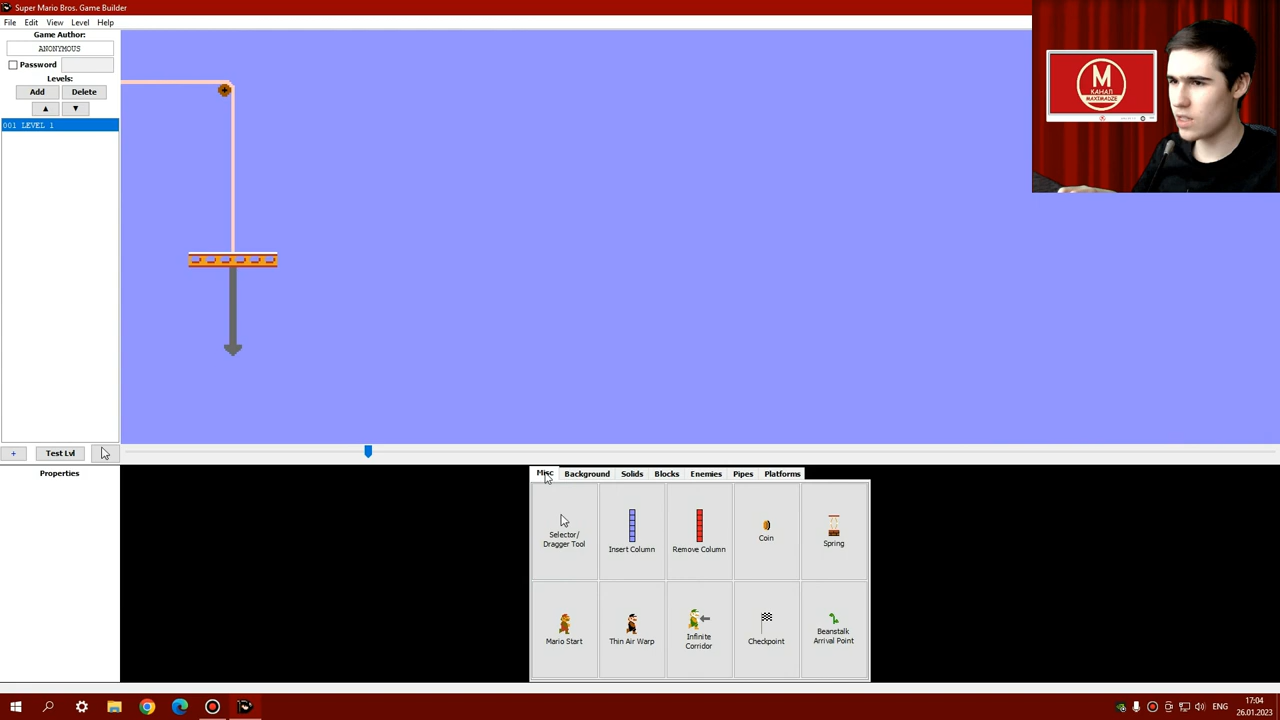 Super Mario Bros. Game Builder
File Edit View Level Help
Game Author:
ANONYMOUS
Password
Levels:
Add Delete
▲ ▼
001 LEVEL 1
М
КАНАЛ
MAXIMADZE
+ Test Lvl
Properties
Misc Background Solids Blocks Enemies Pipes Platforms
Selector/
Dragger Tool
Insert Column
Remove Column
Coin
Spring
Mario Start
Thin Air Warp
Infinite
Corridor
Checkpoint
Beanstalk
Arrival Point
ENG
17:04
26.01.2023